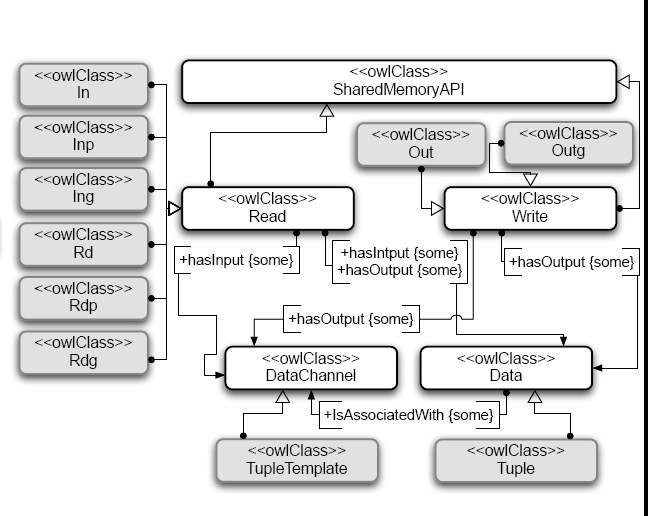 <<owlClass>>
In
<<owlClass>>
SharedMemoryAPI
<<owlClass>>
Inp
<<owlClass>>
Out
<<owlClass>>
Outg
<<owlClass>>
Ing
<<owlClass>>
Read
<<owlClass>>
Write
<<owlClass>>
Rd
+hasInput {some}
+hasIntput {some}
+hasOutput {some}
+hasOutput {some}
<<owlClass>>
Rdp
+hasOutput {some}
<<owlClass>>
Rdg
<<owlClass>>
DataChannel
<<owlClass>>
Data
+IsAssociatedWith {some}
<<owlClass>>
TupleTemplate
<<owlClass>>
Tuple